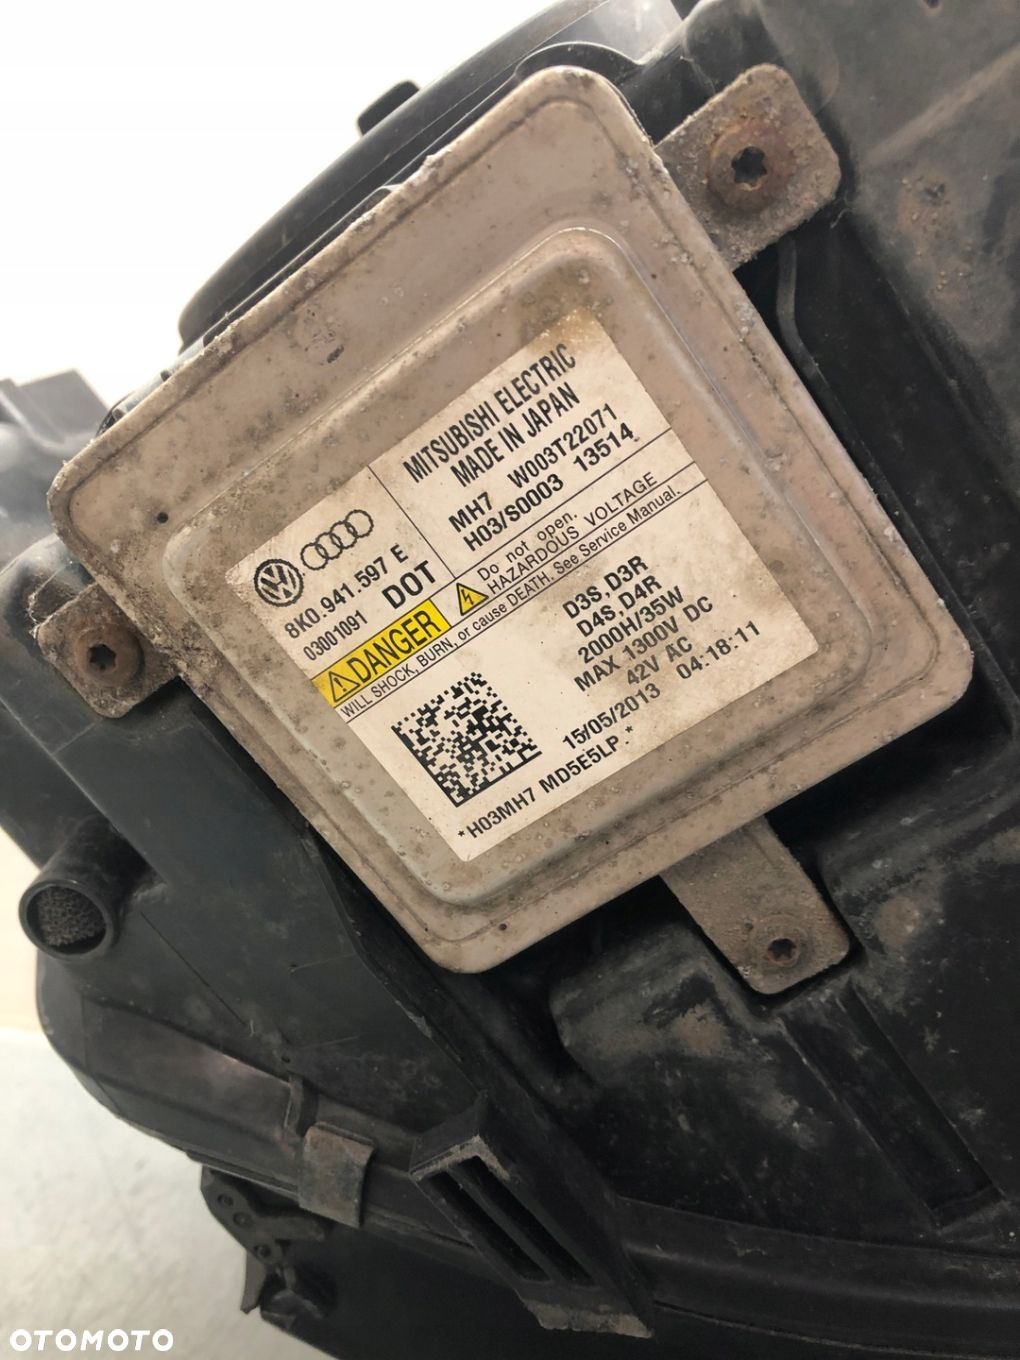 MITSUBISHI ELECTRIC
MADE IN JAPAN
8K0.941.597 E
03001091 DOT
MH7 W003T22071
H03/S0003 13514
DANGER
Do not open.
HAZARDOUS VOLTAGE
WILL SHOCK, BURN, or cause DEATH. See Service Manual.
D3S, D3R
D4S, D4R
2000H/35W
MAX 1300V DC
42V AC
15/05/2013 04:18:11
*H03MH7 MD5E5LP.*
OTOMOTO